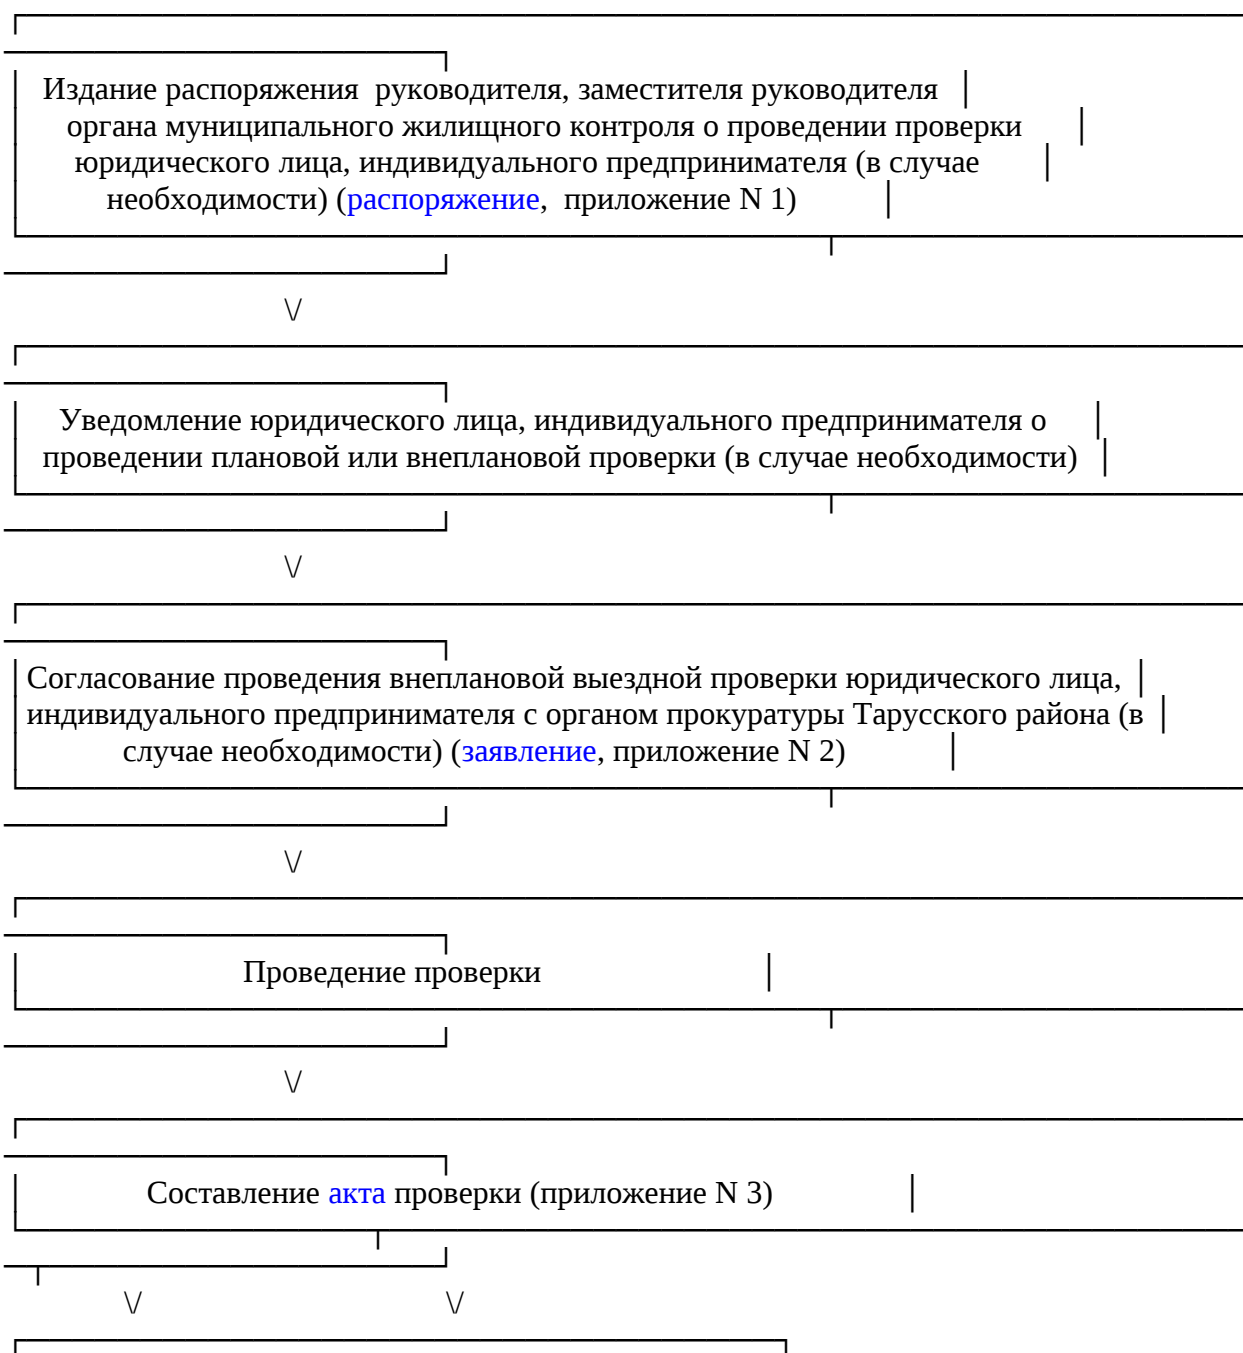 Издание распоряжения руководителя, заместителя руководителя
органа муниципального жилищного контроля о проведении проверки
юридического лица, индивидуального предпринимателя (в случае
необходимости) (распоряжение, приложение N 1)
\/
Уведомление юридического лица, индивидуального предпринимателя о
проведении плановой или внеплановой проверки (в случае необходимости)
\/
Согласование проведения внеплановой выездной проверки юридического лица,
индивидуального предпринимателя с органом прокуратуры Тарусского района (в
случае необходимости) (заявление, приложение N 2)
\/
Проведение проверки
\/
Составление акта проверки (приложение N 3)
\/ \/